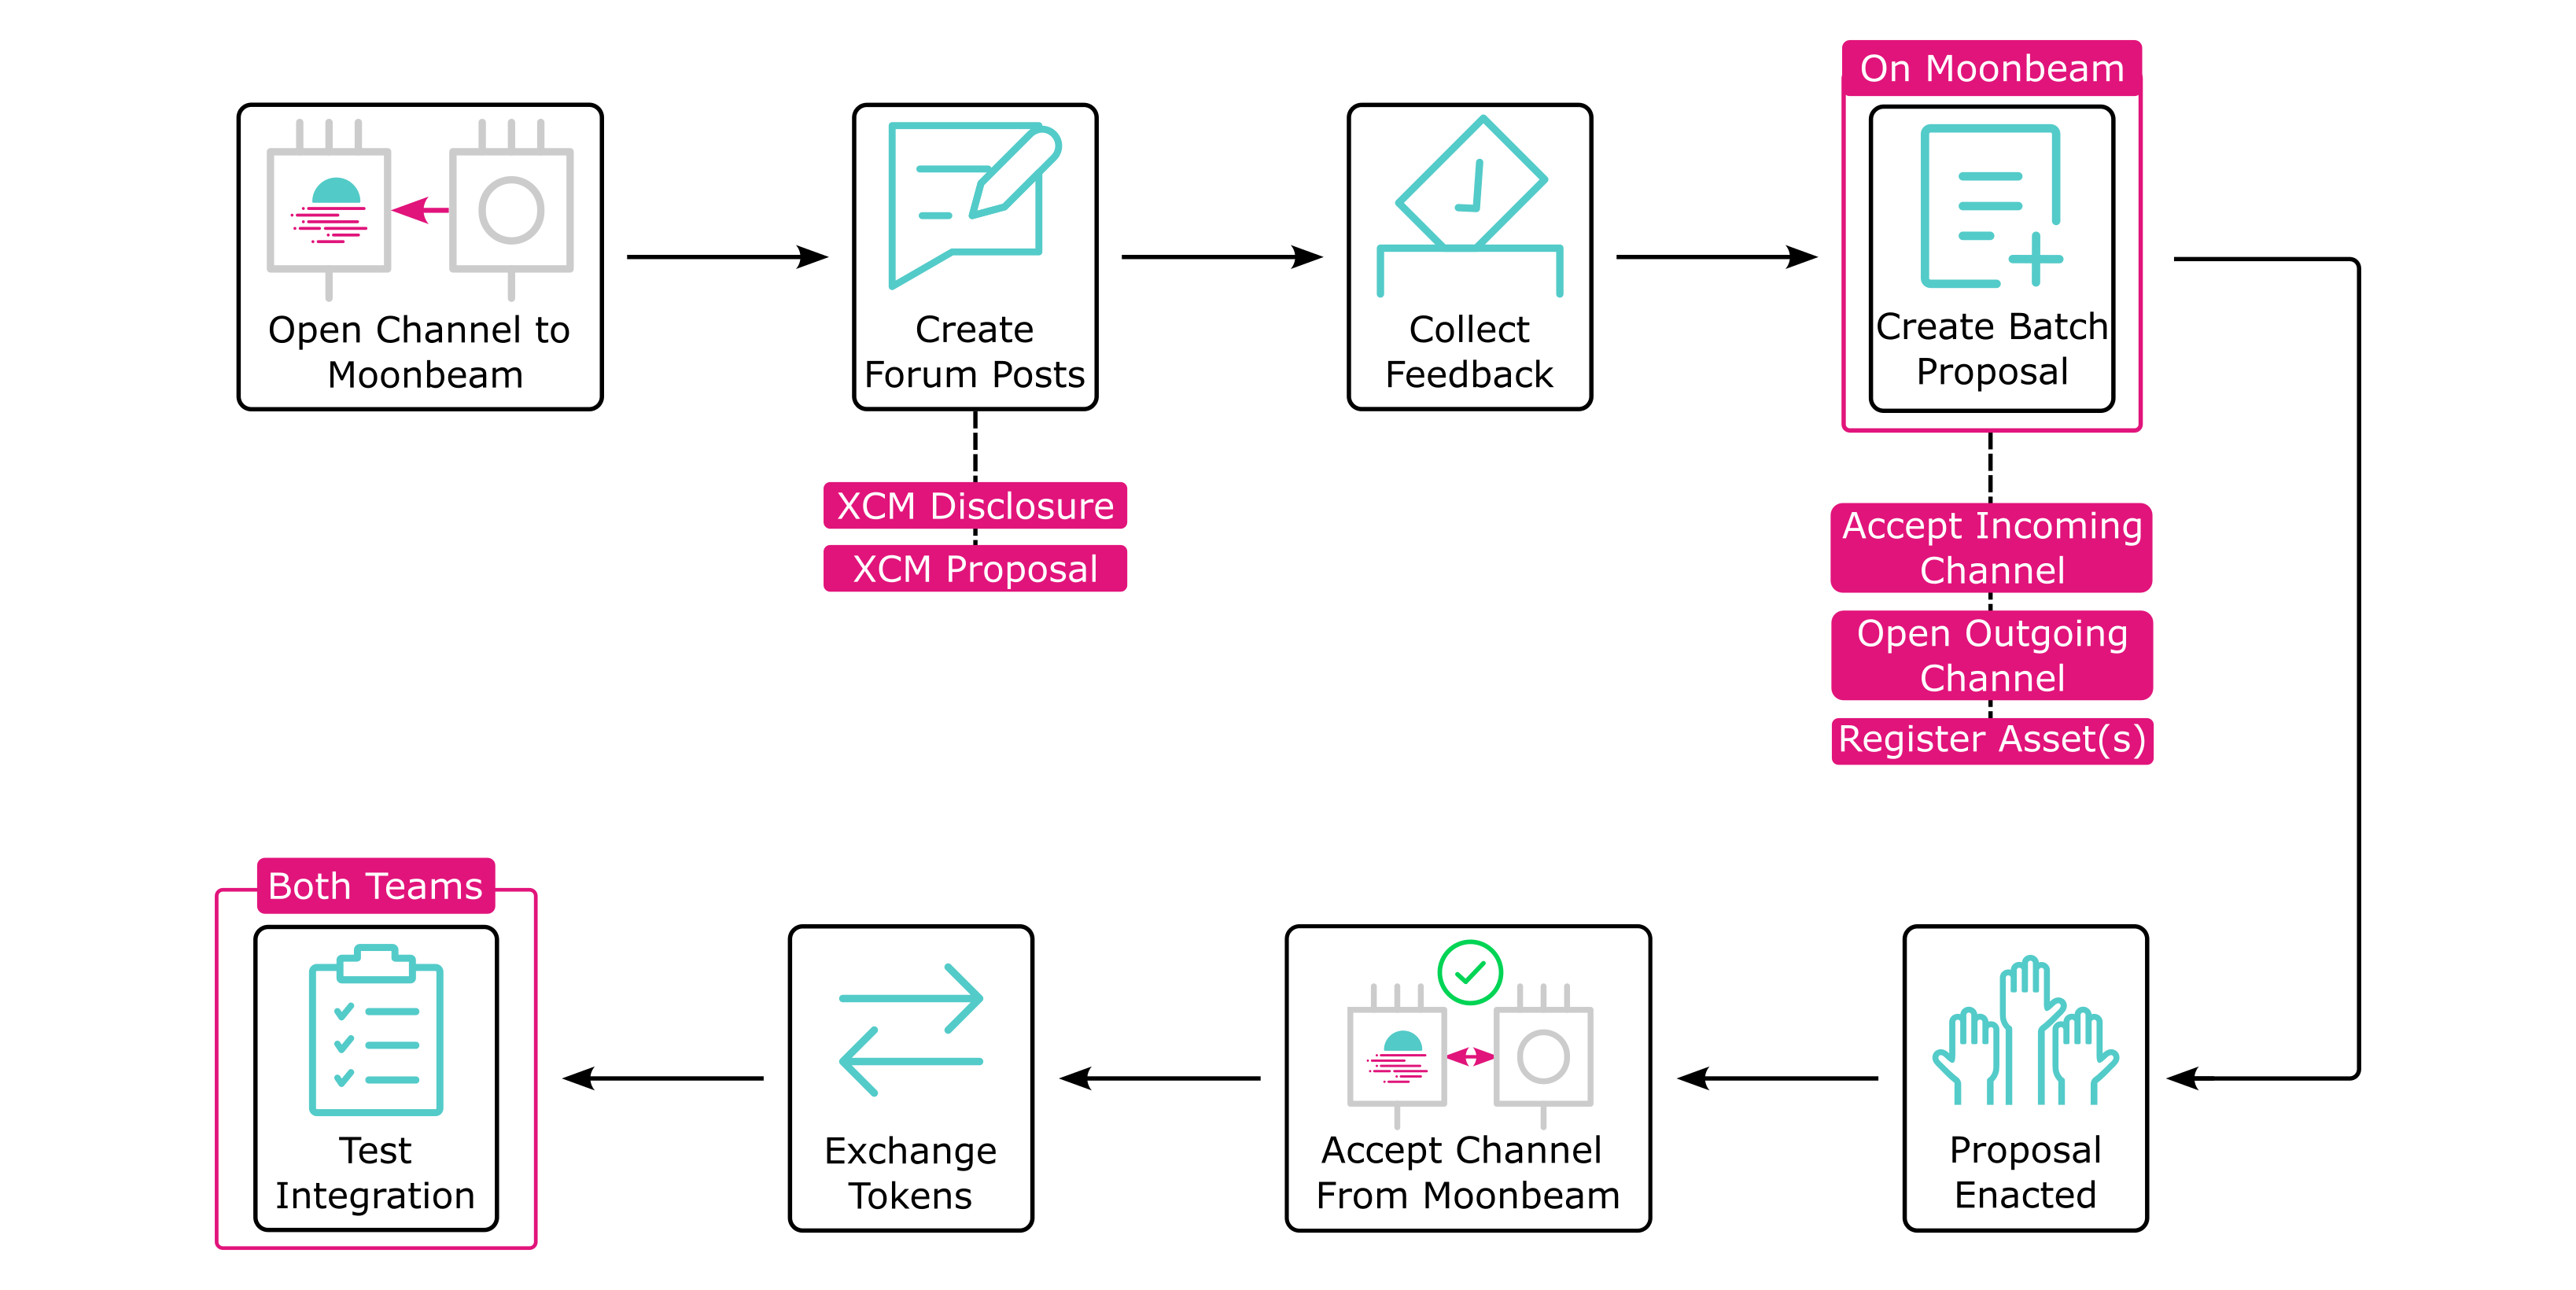 Open Channel to
Moonbeam
Create
Forum Posts
XCM Disclosure
XCM Proposal
Collect
Feedback
On Moonbeam
Create Batch
Proposal
Accept Incoming
Channel
Open Outgoing
Channel
Register Asset(s)
Proposal
Enacted
Accept Channel
From Moonbeam
Exchange
Tokens
Both Teams
Test
Integration